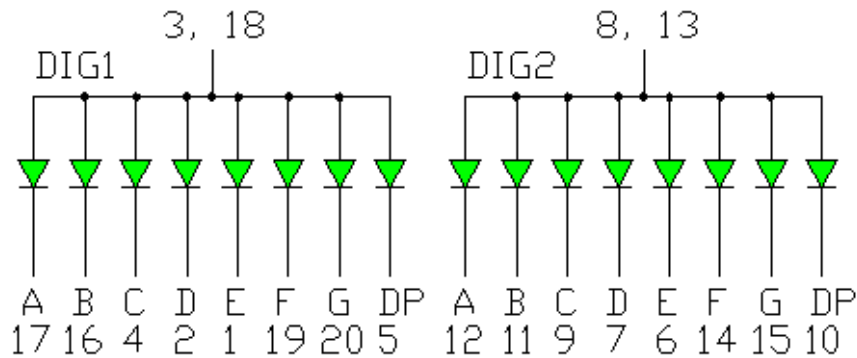 3, 18 8, 13
DIG1 DIG2
A B C D E F G DP A B C D E F G DP
17 16 4 2 1 19 20 5 12 11 9 7 6 14 15 10